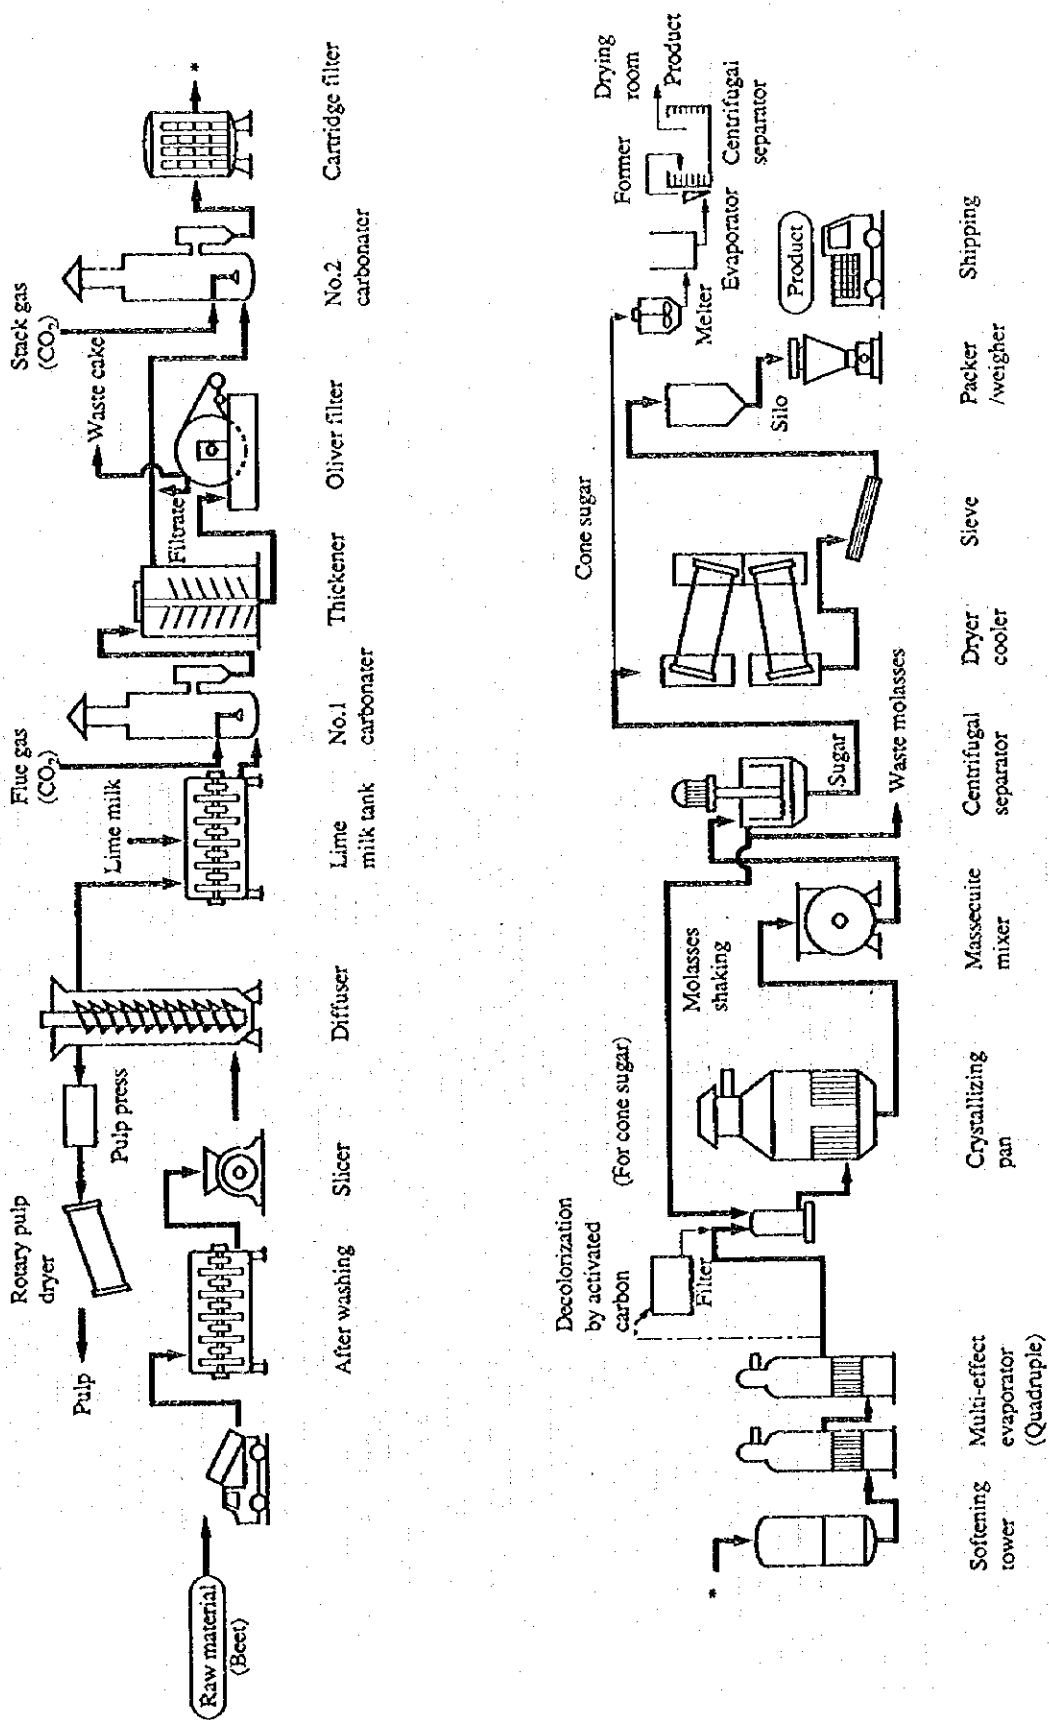 Raw material
(Beet)
Pulp
Rotary pulp
dryer
Pulp press
Lime milk
Flue gas
(CO₂)
Filtrate
Waste cake
Stack gas
(CO₂)
*
After washing
Slicer
Diffuser
Lime
milk tank
No.1
carbonater
Thickener
Oliver filter
No.2
carbonater
Cartridge filter
*
Decolorization
by activated
carbon
Filter
(For cone sugar)
Molasses
shaking
Sugar
Waste molasses
Cone sugar
Silo
Melter
Evaporator
Former
Centrifugal
separator
Drying
room
Product
Product
Softening
tower
Multi-effect
evaporator
(Quadruple)
Crystallizing
pan
Massecuite
mixer
Centrifugal
separator
Dryer
cooler
Sieve
Packer
/weigher
Shipping